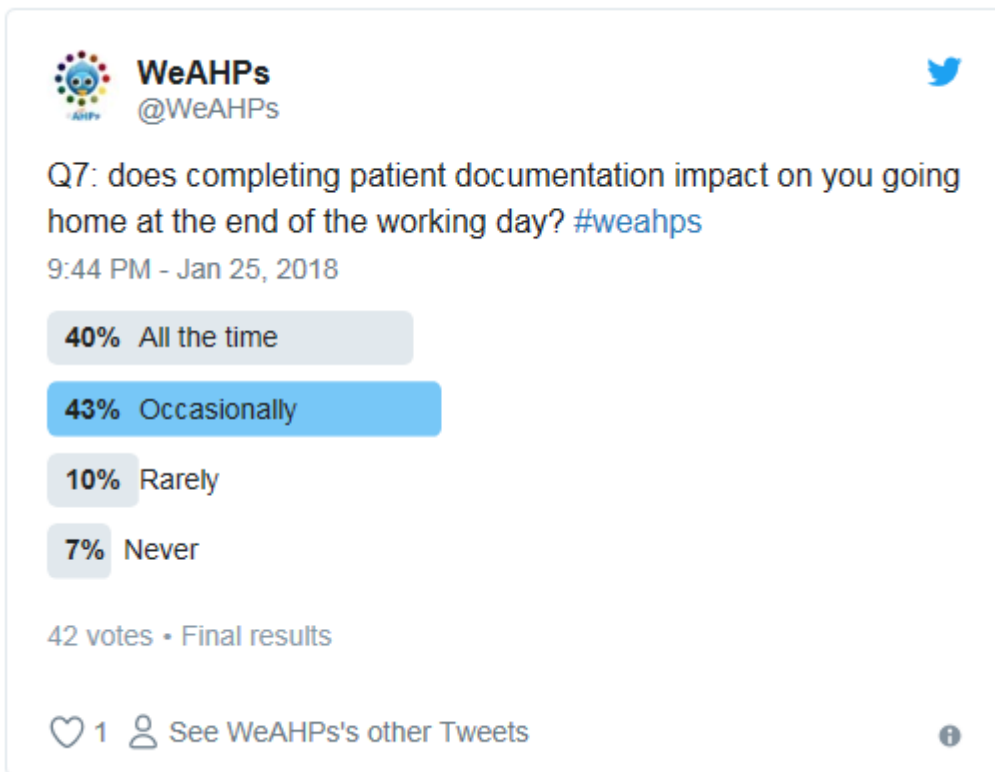 WeAHPs
@WeAHPs
AHPs
Q7: does completing patient documentation impact on you going
home at the end of the working day? #weahps
9:44 PM - Jan 25, 2018
40% All the time
43% Occasionally
10% Rarely
7% Never
42 votes • Final results
1 See WeAHPs's other Tweets